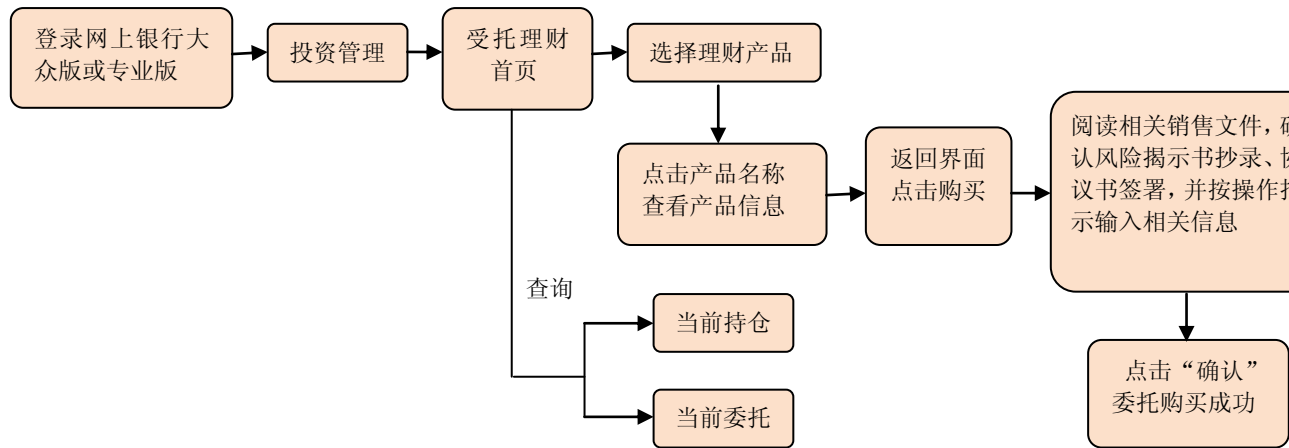 登录网上银行大
众版或专业版
投资管理
受托理财
首页
选择理财产品
点击产品名称
查看产品信息
返回界面
点击购买
阅读相关销售文件，
认风险揭示书抄录、
议书签署，并按操作
示输入相关信息
查询
当前持仓
当前委托
点击“确认”
委托购买成功